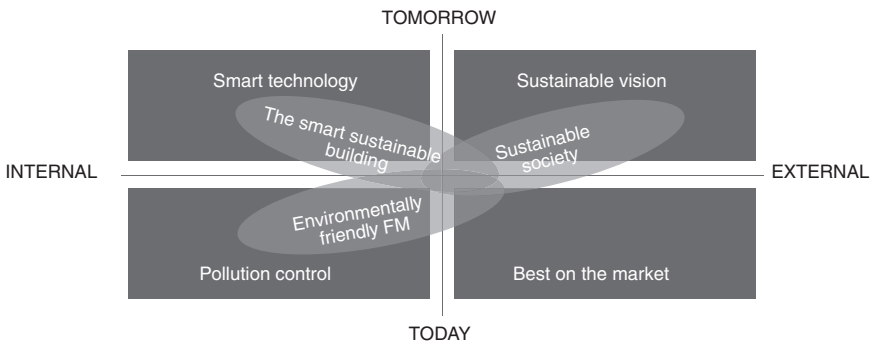 TOMORROW
Smart technology
Sustainable vision
The smart sustainable
building
Sustainable
society
INTERNAL
EXTERNAL
Environmentally
friendly FM
Pollution control
Best on the market
TODAY